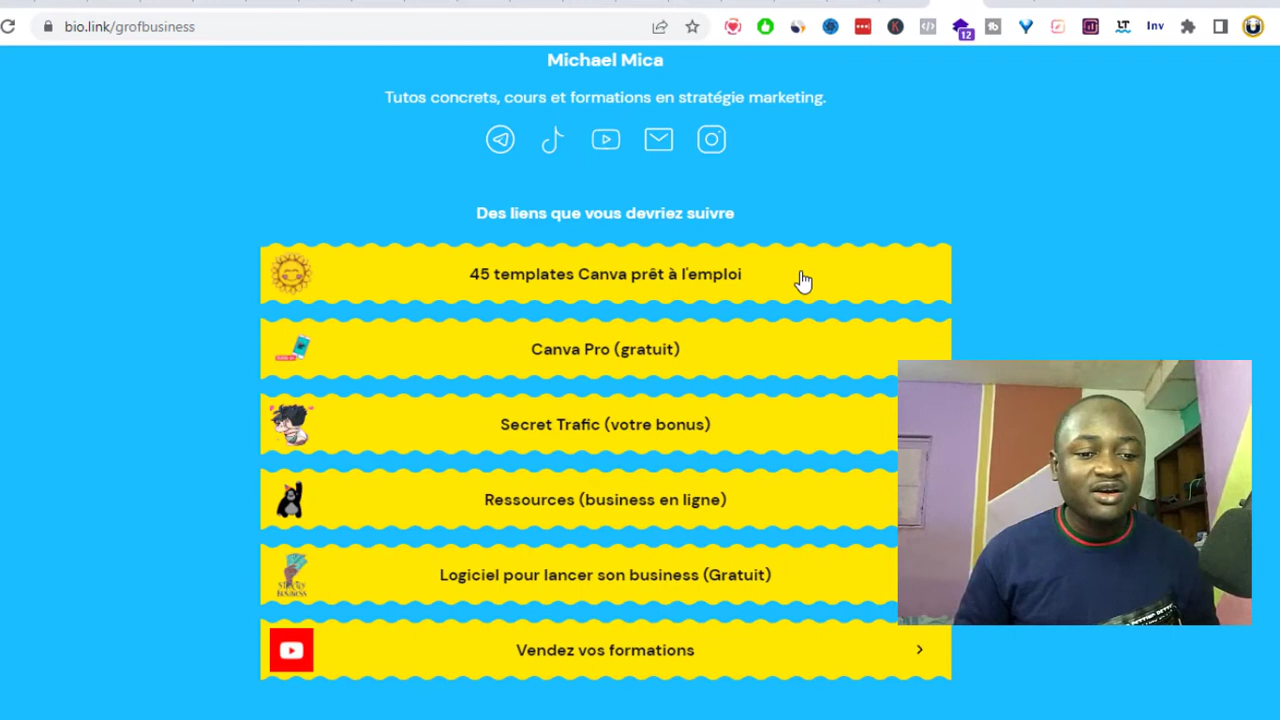 bio.link/grofbusiness
12
Inv
Michael Mica
Tutos concrets, cours et formations en stratégie marketing.
Des liens que vous devriez suivre
45 templates Canva prêt à l'emploi
Canva Pro (gratuit)
Secret Trafic (votre bonus)
Ressources (business en ligne)
Logiciel pour lancer son business (Gratuit)
Vendez vos formations